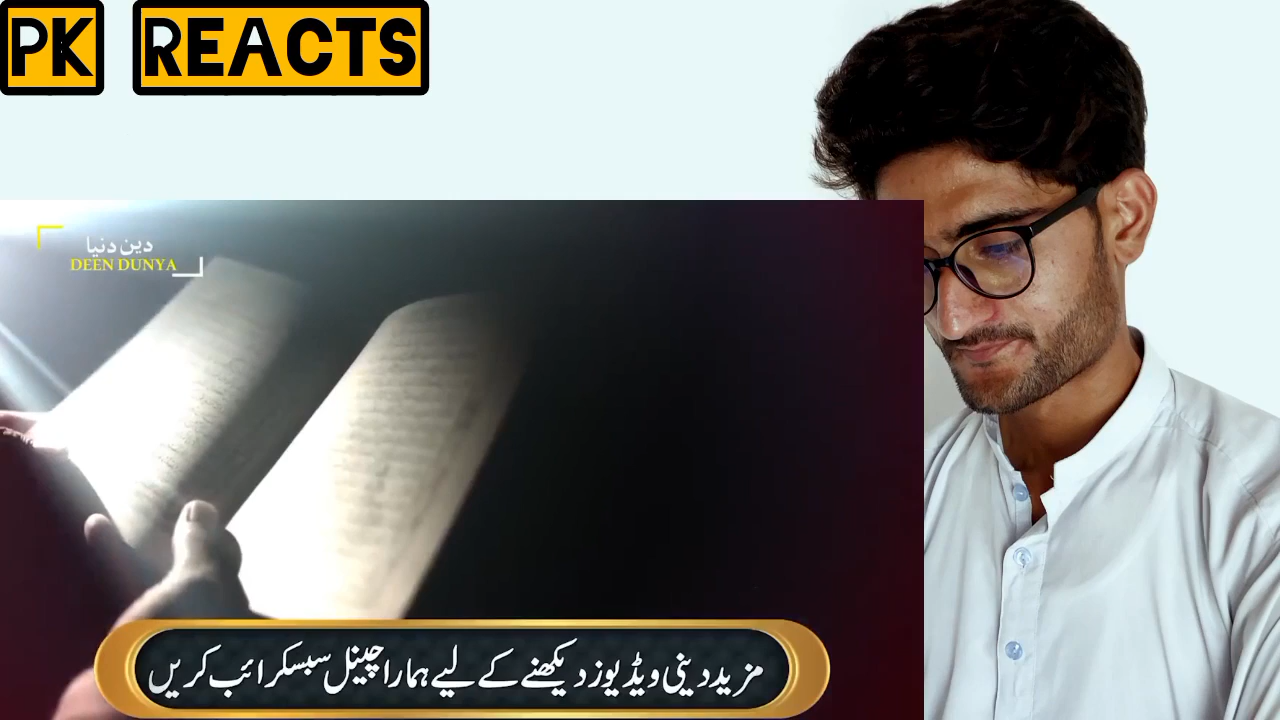 PK REACTS
دین دنیا
DEEN DUNYA
مزید دینی ویڈیوز دیکھنے کے لیے ہمارا چینل سبسکرائب کریں